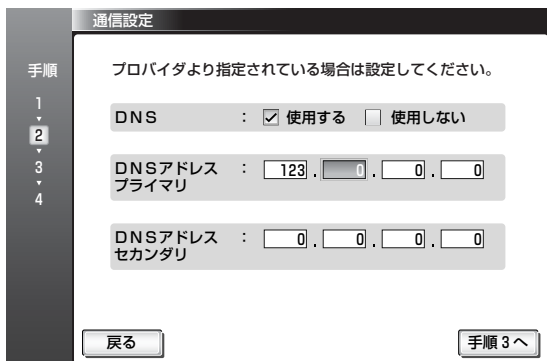 通信設定
手順
1
2
3
4
プロバイダより指定されている場合は設定してください。
DNS : 使用する 使用しない
DNSアドレス : 123 . 0 . 0 . 0
プライマリ
DNSアドレス : 0 . 0 . 0 . 0
セカンダリ
戻る
手順3へ